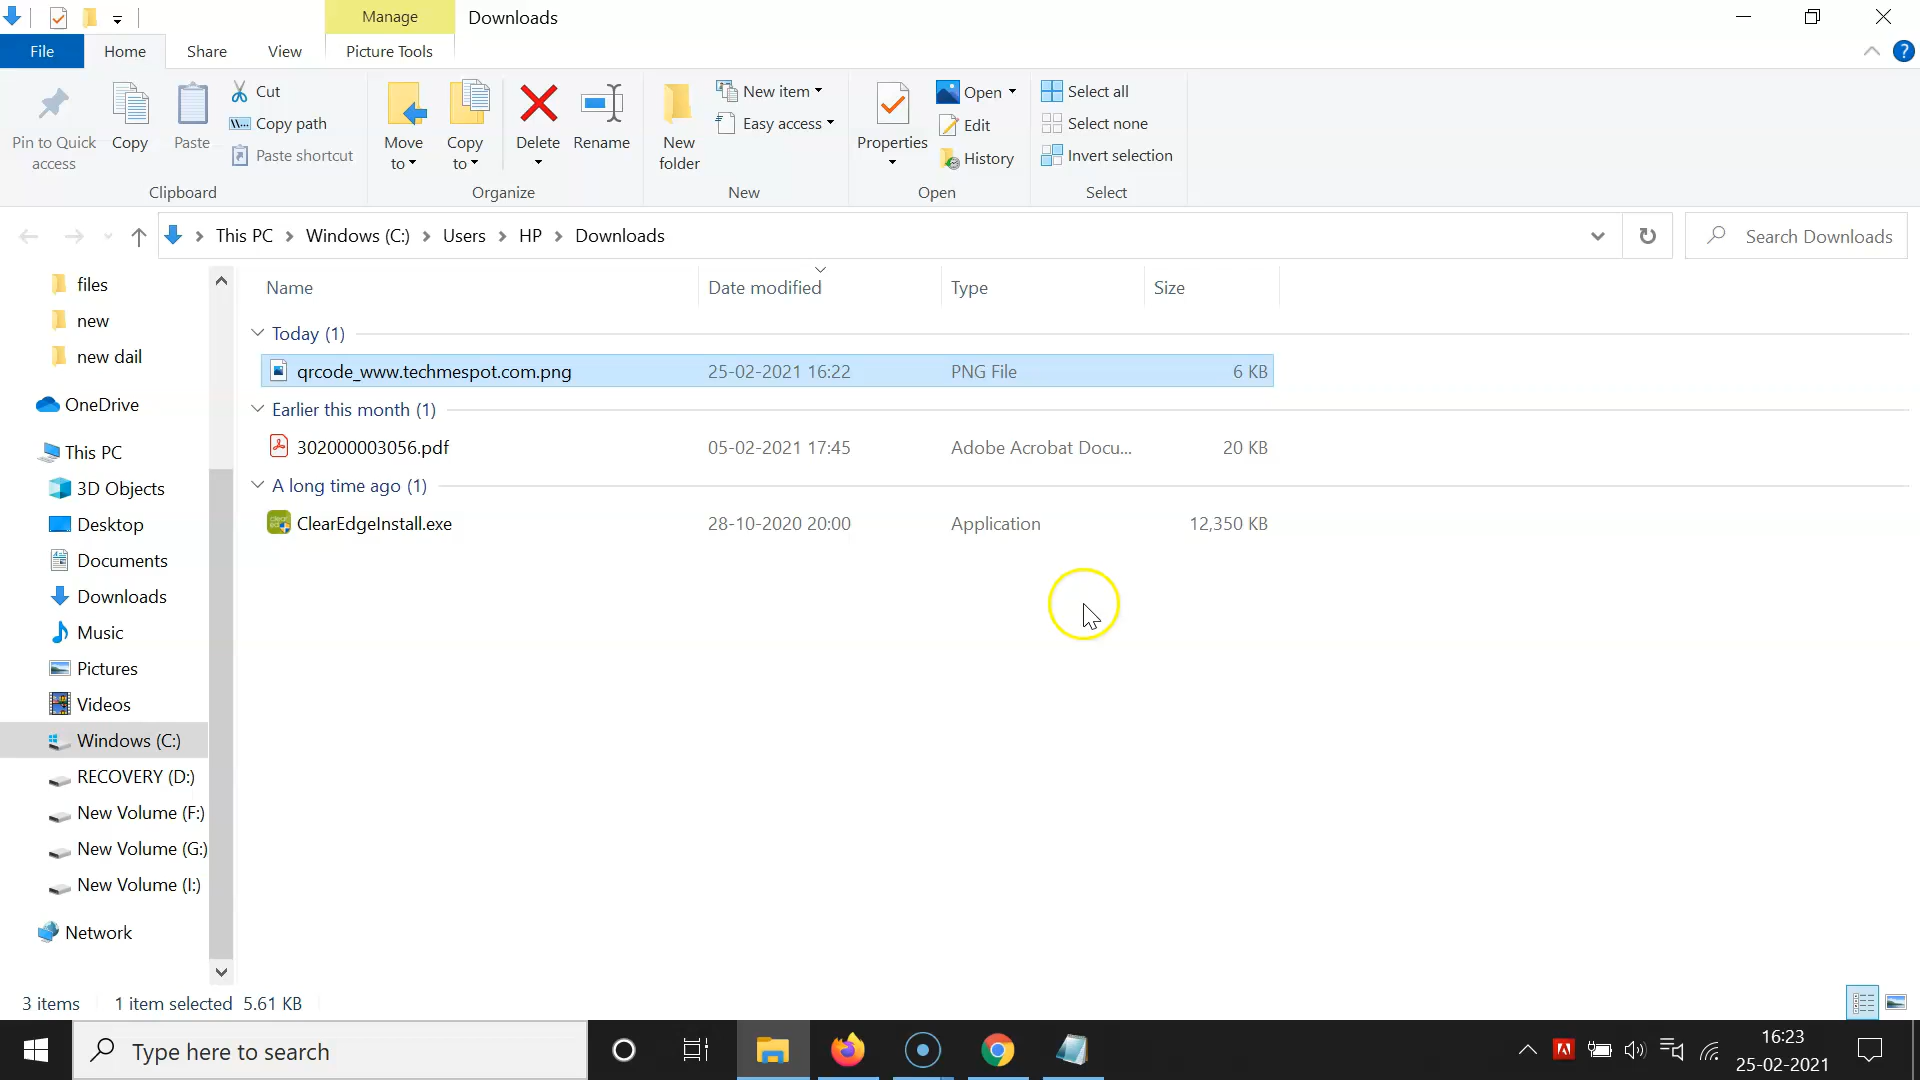 Manage
Downloads
File
Home
Share
View
Picture Tools
?
Pin to Quick access
Copy
Paste
Cut
Copy path
Paste shortcut
Move to
Copy to
Delete
Rename
New folder
New item
Easy access
Properties
Open
Edit
History
Select all
Select none
Invert selection
Clipboard
Organize
New
Open
Select
This PC
Windows (C:)
Users
HP
Downloads
Search Downloads
files
new
new dail
OneDrive
This PC
3D Objects
Desktop
Documents
Downloads
Music
Pictures
Videos
Windows (C:)
RECOVERY (D:)
New Volume (F:)
New Volume (G:)
New Volume (I:)
Network
Name Date modified Type Size
Today (1)
qrcode_www.techmespot.com.png 25-02-2021 16:22 PNG File 6 KB
Earlier this month (1)
302000003056.pdf 05-02-2021 17:45 Adobe Acrobat Docu... 20 KB
A long time ago (1)
ClearEdgeInstall.exe 28-10-2020 20:00 Application 12,350 KB
3 items 1 item selected 5.61 KB
Type here to search
16:23
25-02-2021